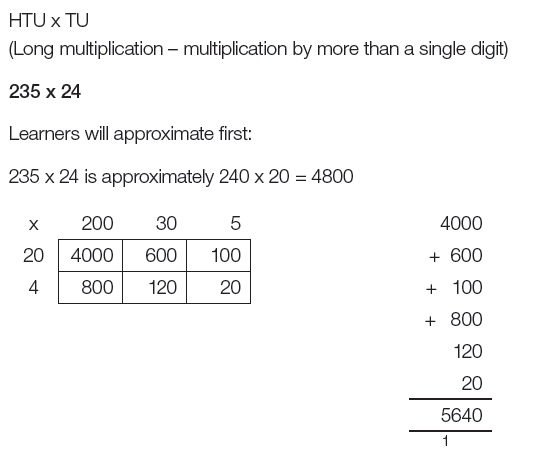 HTU x TU
(Long multiplication – multiplication by more than a single digit)
235 x 24
Learners will approximate first:
235 x 24 is approximately 240 x 20 = 4800
x 200 30 5
20 4000 600 100
4 800 120 20
4000
+ 600
+ 100
+ 800
120
20
5640
1